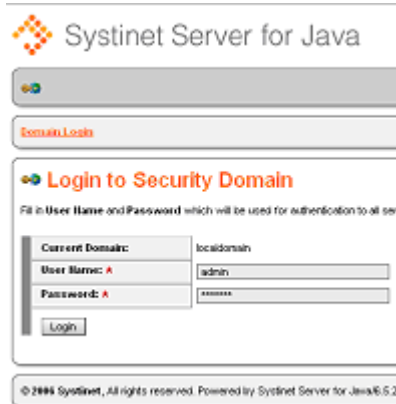 Systinet Server for Java
Domain Login
Login to Security Domain
Fill in User Name and Password which will be used for authentication to all ser
Current Domain: localdomain
User Name: * admin
Password: * *******
Login
© 2006 Systinet, All rights reserved. Powered by Systinet Server for Java/6.5.2